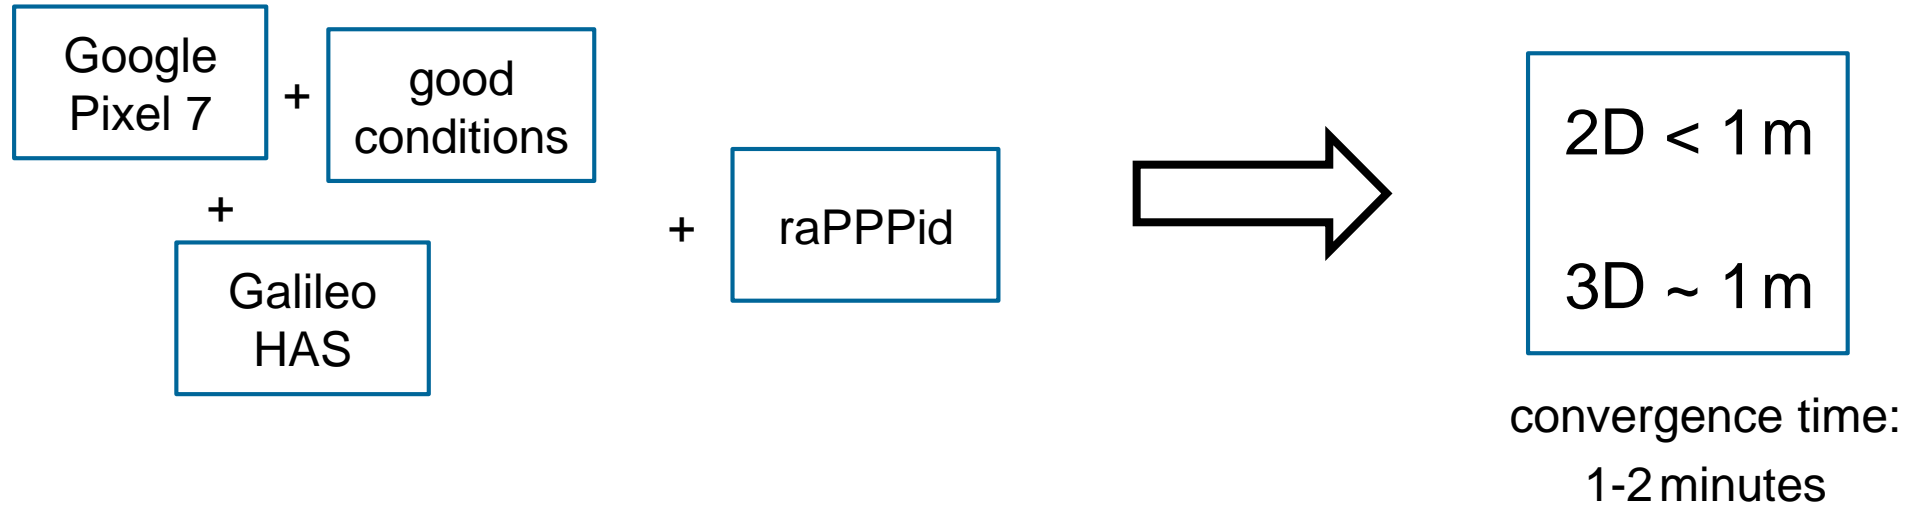 Google
Pixel 7
+
good
conditions
+
Galileo
HAS
+
raPPPid
2D < 1 m
3D ~ 1 m
convergence time:
1-2 minutes